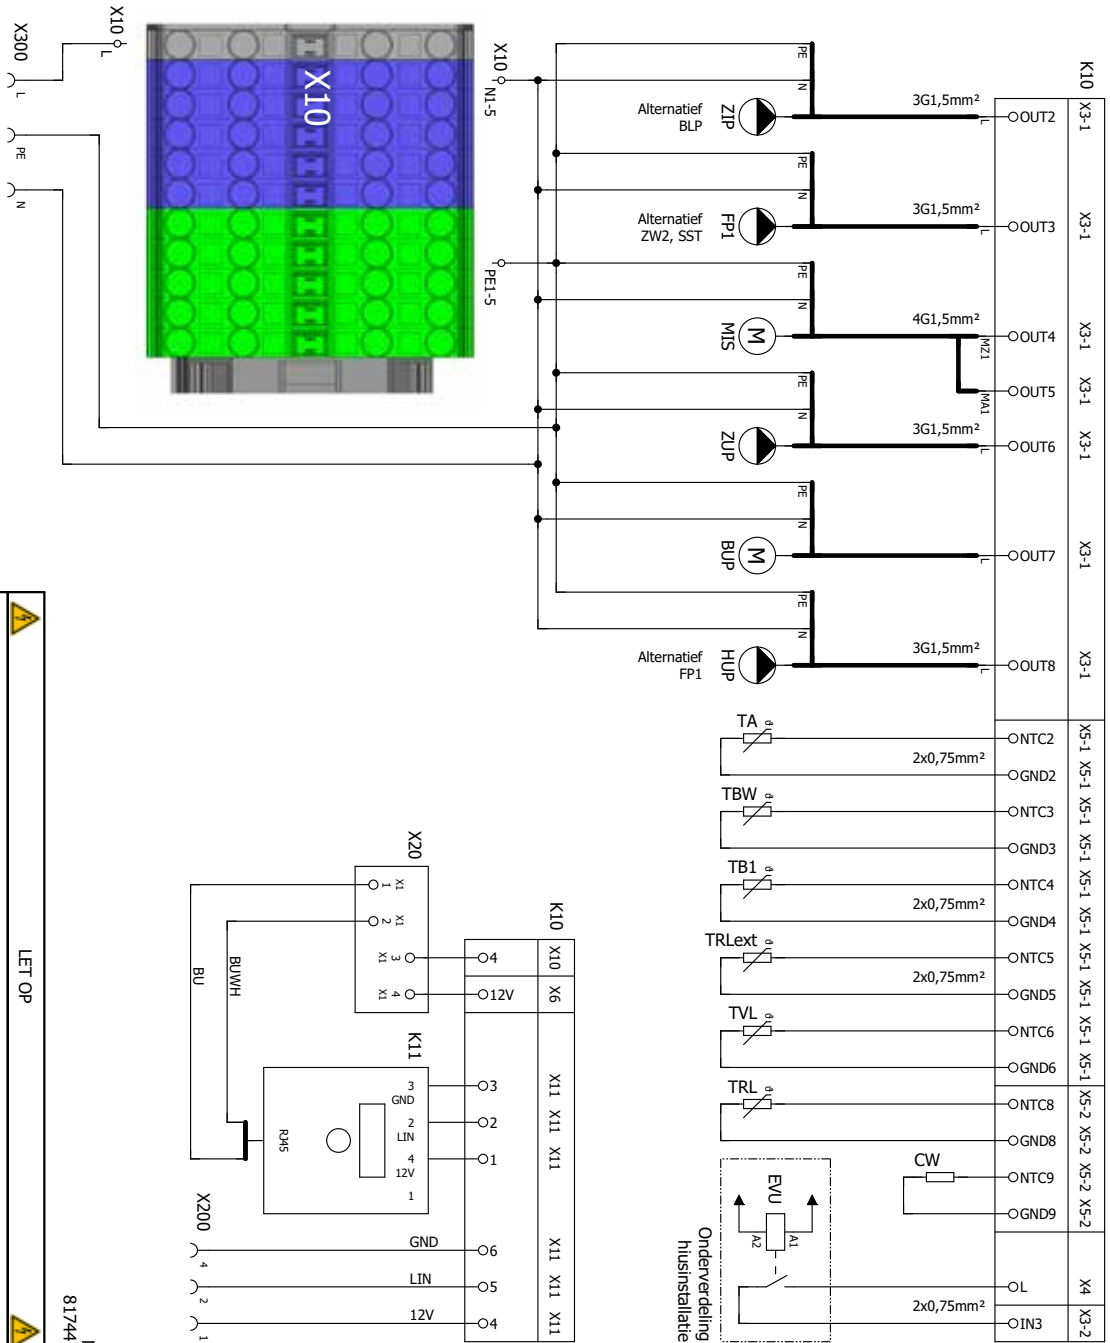 X300
L
PE
N
X10
L
X10
X10
N1-5
PE1-5
K10
X3-1
OUT2
3G1,5mm²
L
PE
N
ZIP
Alternatief
BLP
X3-1
OUT3
3G1,5mm²
L
PE
N
FP1
Alternatief
ZW2, SST
X3-1
OUT4
4G1,5mm²
MZ1
PE
N
MIS
M
X3-1
OUT5
MA1
X3-1
OUT6
3G1,5mm²
L
PE
N
ZUP
X3-1
OUT7
L
PE
N
BUP
M
X3-1
OUT8
3G1,5mm²
L
PE
N
HUP
Alternatief
FP1
TA
ϑ
NTC2
X5-1
2x0,75mm²
GND2
X5-1
TBW
ϑ
NTC3
X5-1
GND3
X5-1
TB1
ϑ
NTC4
X5-1
2x0,75mm²
GND4
X5-1
TRLext
ϑ
NTC5
X5-1
2x0,75mm²
GND5
X5-1
TVL
ϑ
NTC6
X5-1
GND6
X5-1
TRL
ϑ
NTC8
X5-2
GND8
X5-2
CW
NTC9
X5-2
GND9
X5-2
EVU
A1
A2
Onderverdeling
hiusinstallatie
L
X4
2x0,75mm²
IN3
X3-2
X20
1 X1
2 X1
X1 3
X1 4
BUWH
BU
K10
4
X10
12V
X6
3
X11
2
X11
1
X11
K11
3
GND
2
LIN
4
12V
1
RJ45
X200
4
GND
6
X11
2
LIN
5
X11
1
12V
4
X11
LET OP
81744